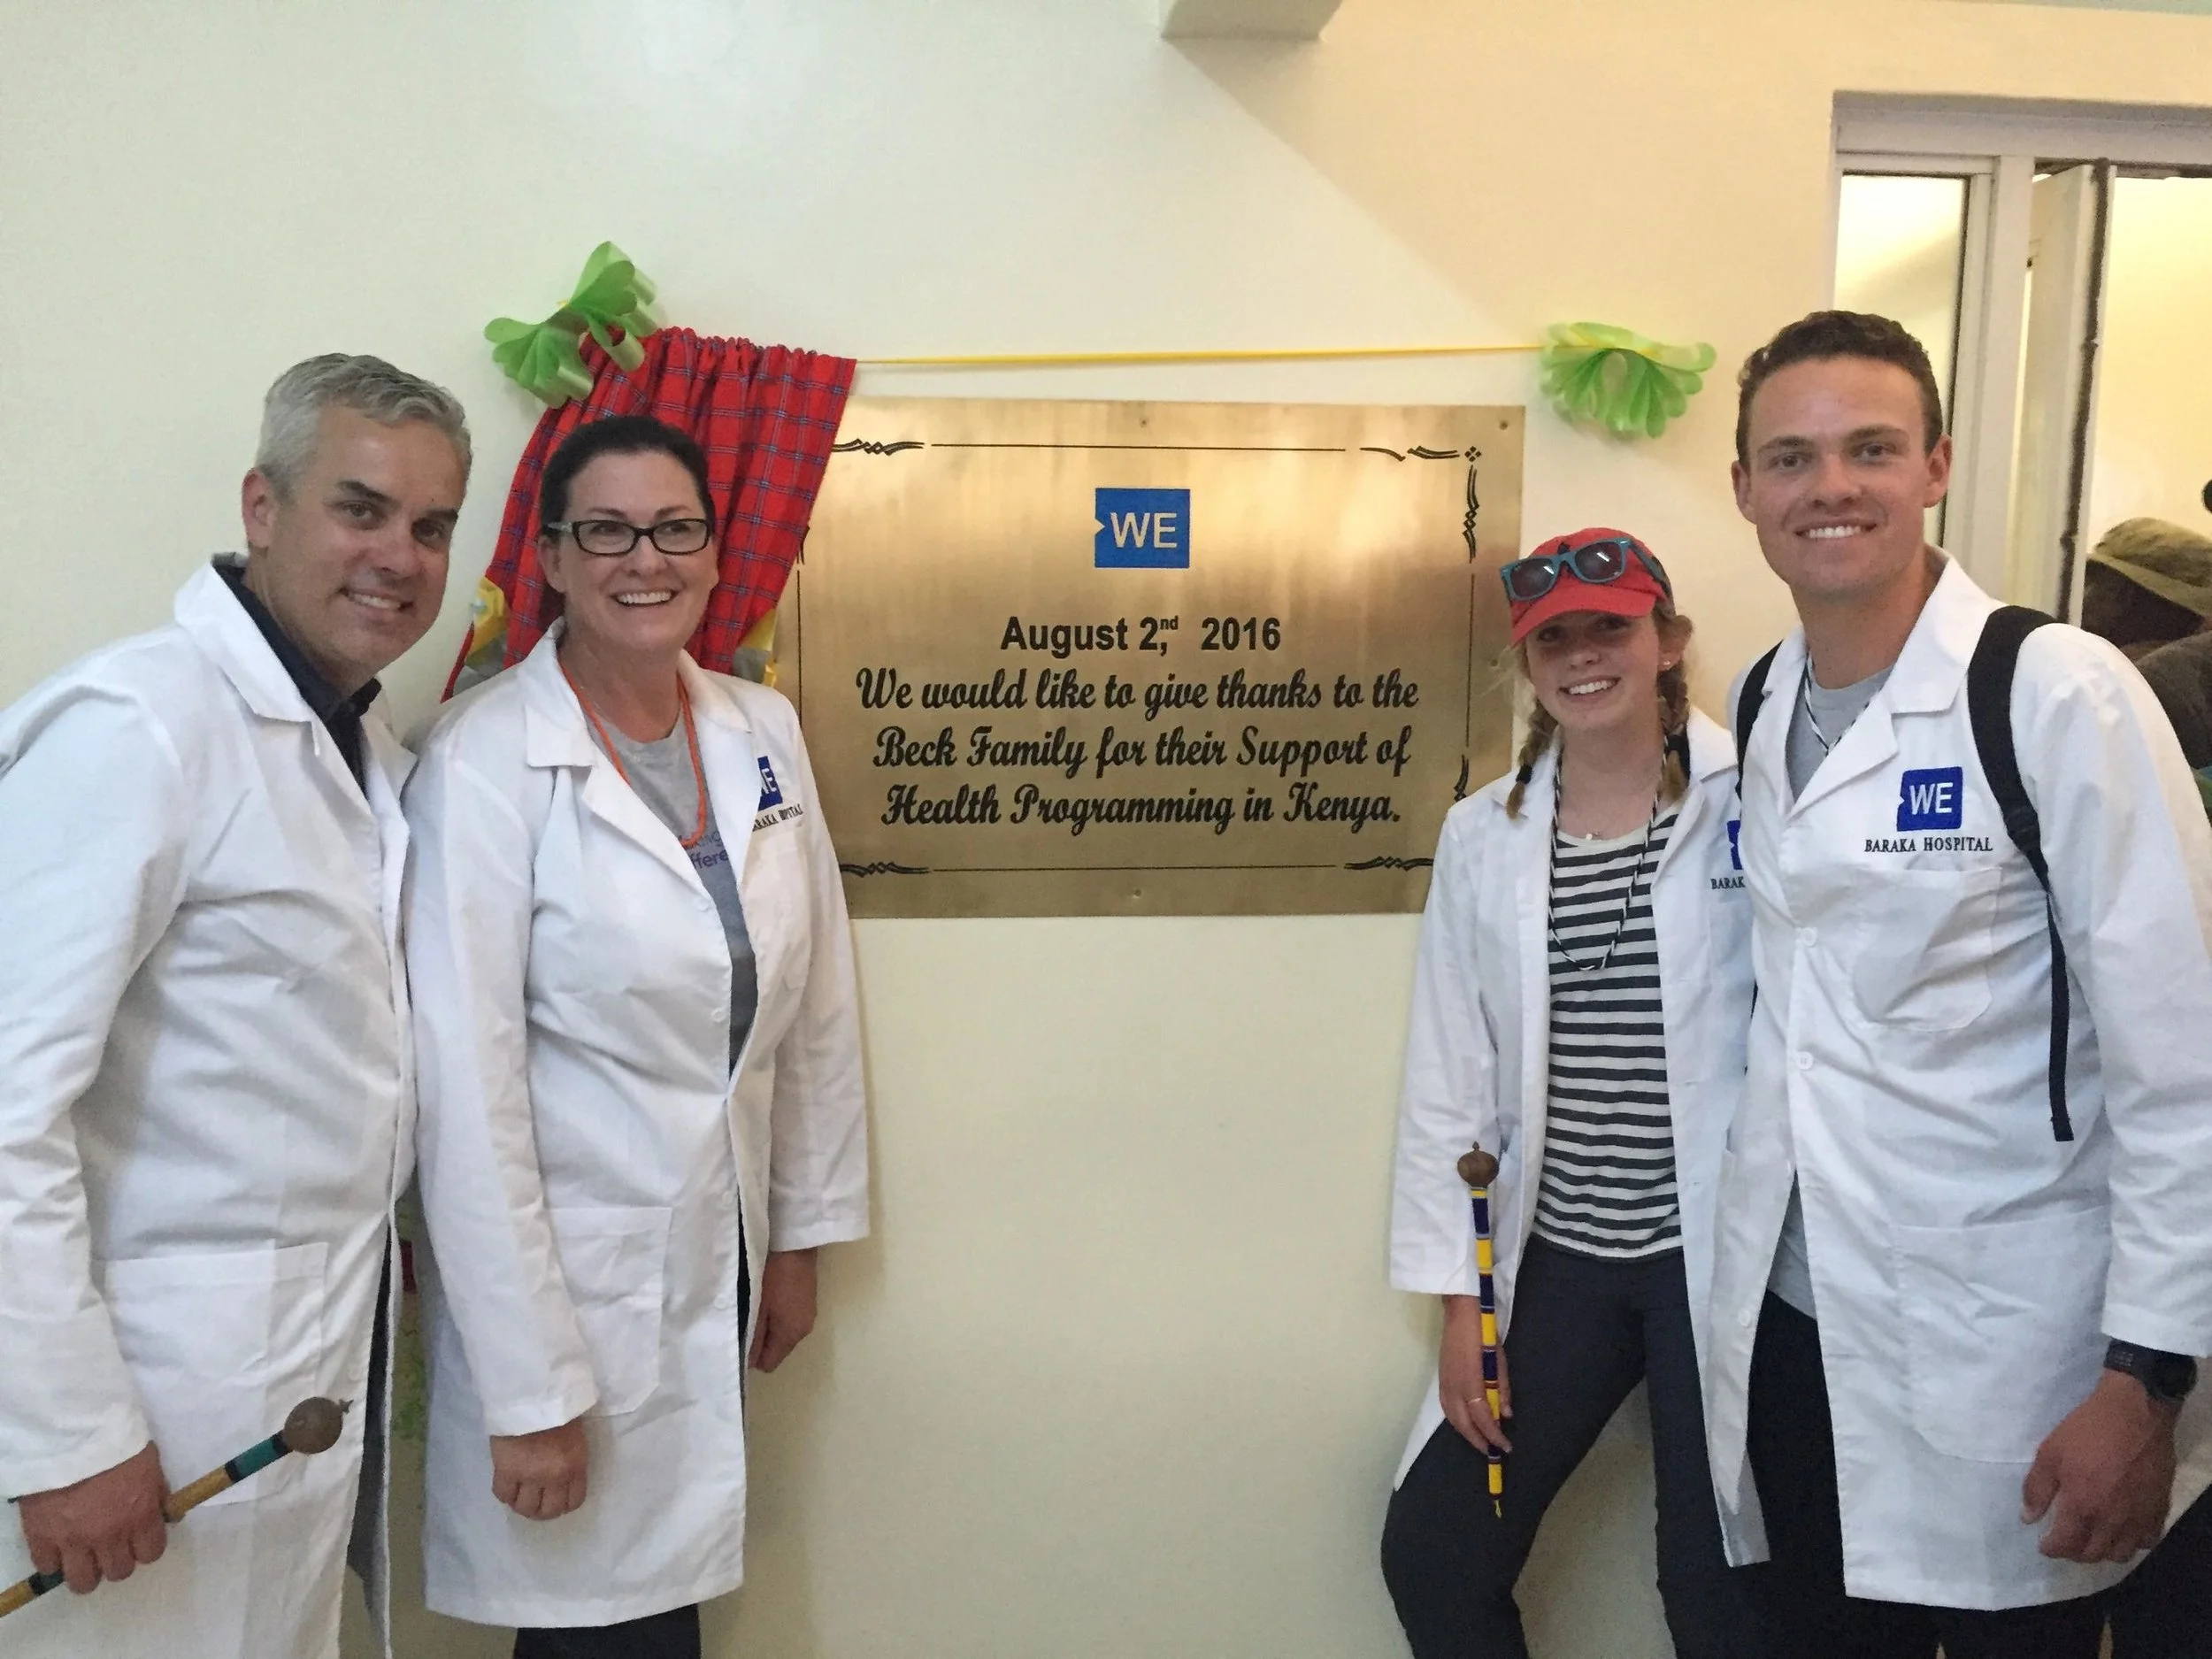 WE
August 2nd, 2016
We would like to give thanks to the
Beck Family for their Support of
Health Programming in Kenya.
WE
BARAKA HOSPITAL